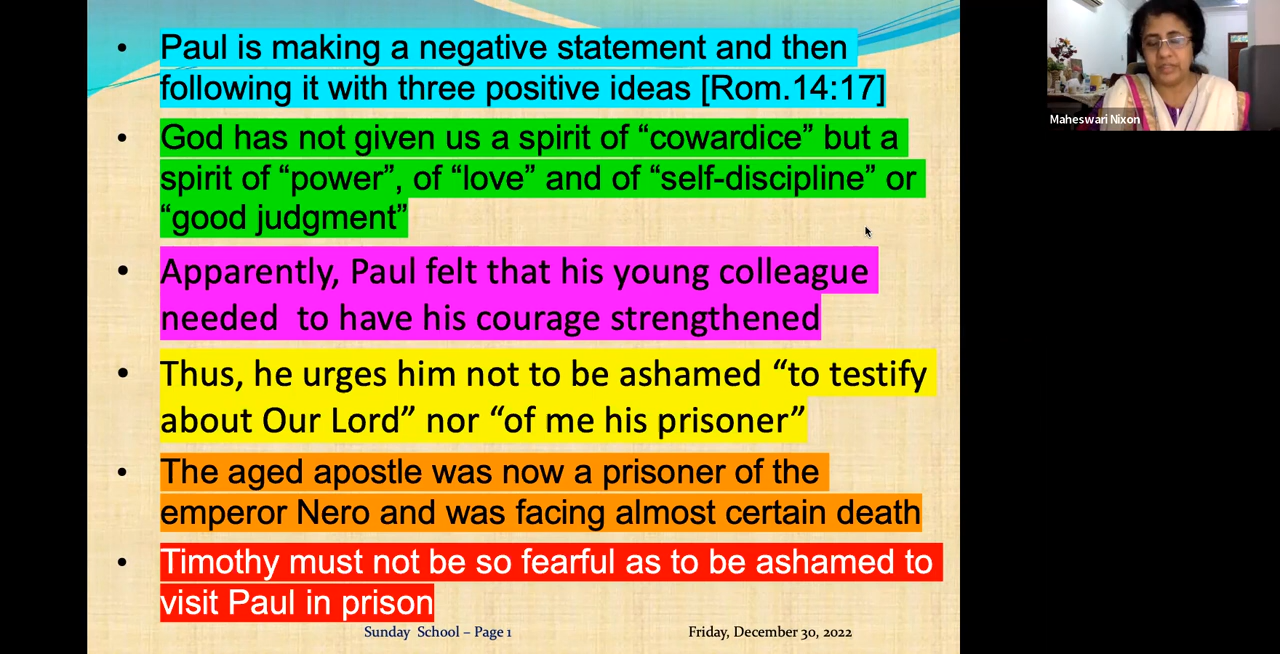 • Paul is making a negative statement and then
following it with three positive ideas [Rom.14:17]
• God has not given us a spirit of “cowardice” but a
spirit of “power”, of “love” and of “self-discipline” or
“good judgment”
• Apparently, Paul felt that his young colleague
needed  to have his courage strengthened
• Thus, he urges him not to be ashamed “to testify
about Our Lord” nor “of me his prisoner”
• The aged apostle was now a prisoner of the
emperor Nero and was facing almost certain death
• Timothy must not be so fearful as to be ashamed to
visit Paul in prison
Sunday  School – Page 1
Friday, December 30, 2022
Maheswari Nixon